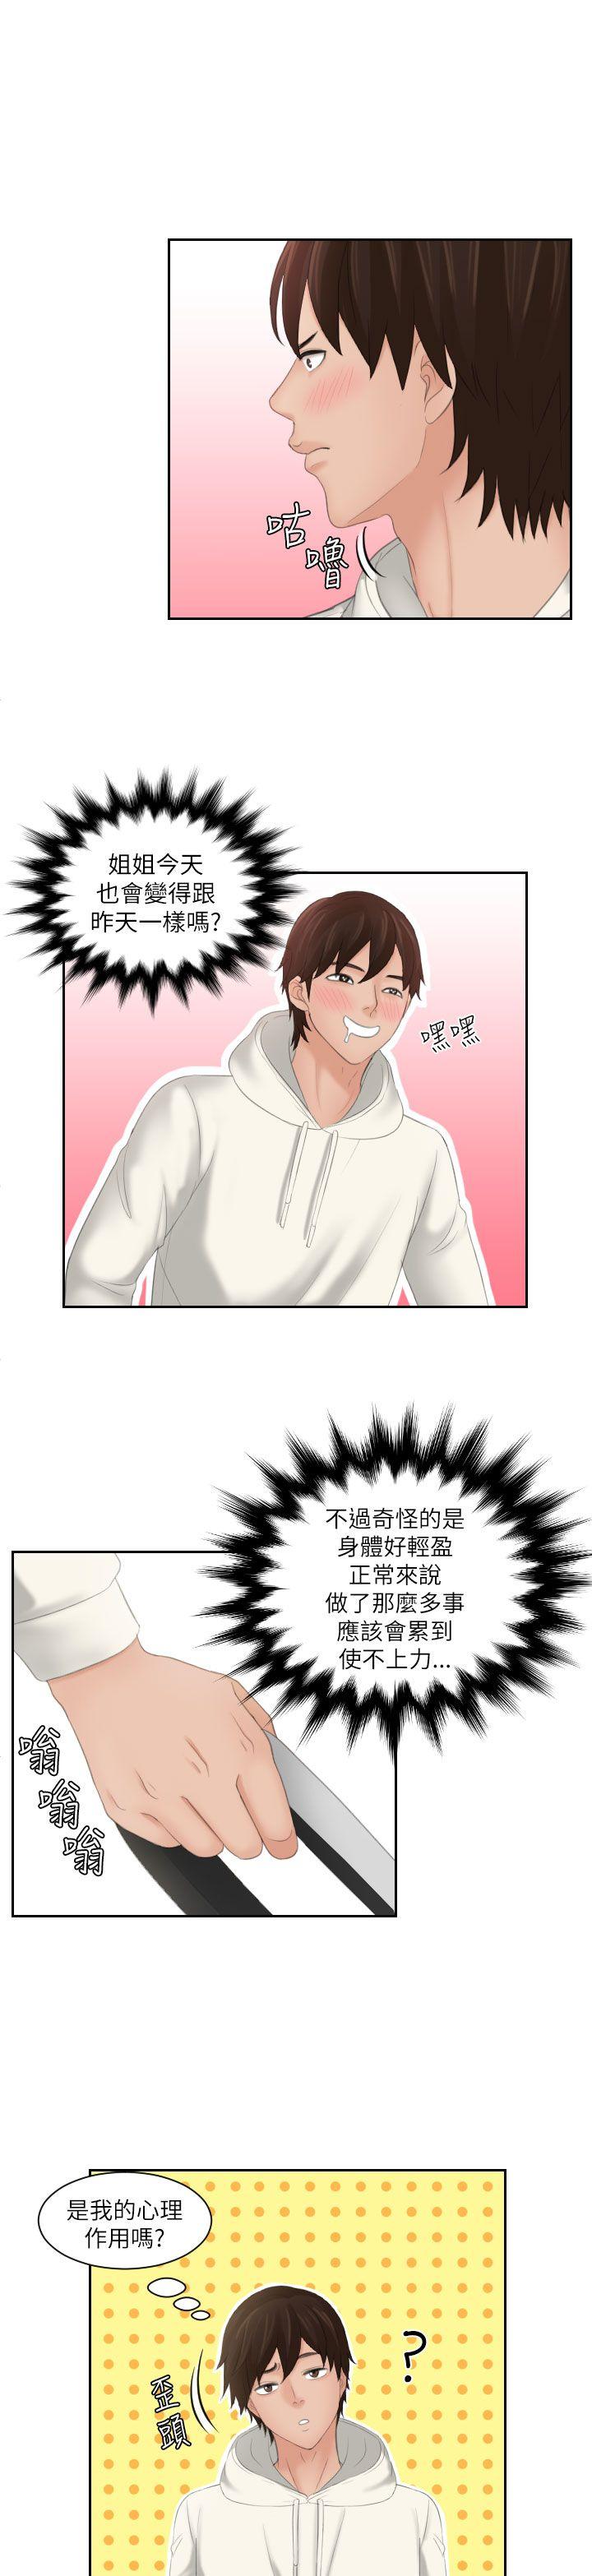 咕嚕
姐姐今天
也會變得跟
昨天一樣嗎?
嘿嘿
不過奇怪的是
身體好輕盈
正常來說
做了那麼多事
應該會累到
使不上力...
嗡
嗡
嗡
是我的心理
作用嗎?
?
歪頭